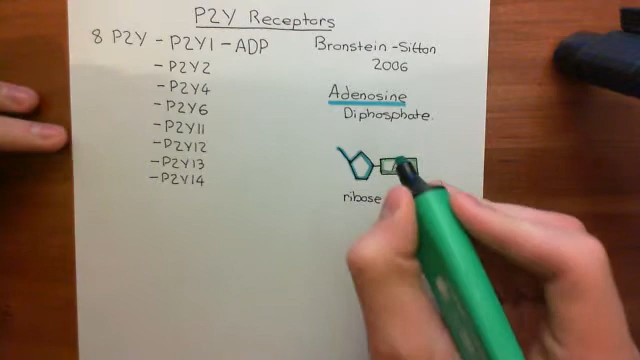 P2Y Receptors
8 P2Y - P2Y1 - ADP
- P2Y2
- P2Y4
- P2Y6
- P2Y11
- P2Y12
- P2Y13
- P2Y14
Bronstein-Sitton
2006
Adenosine
Diphosphate.
ribose